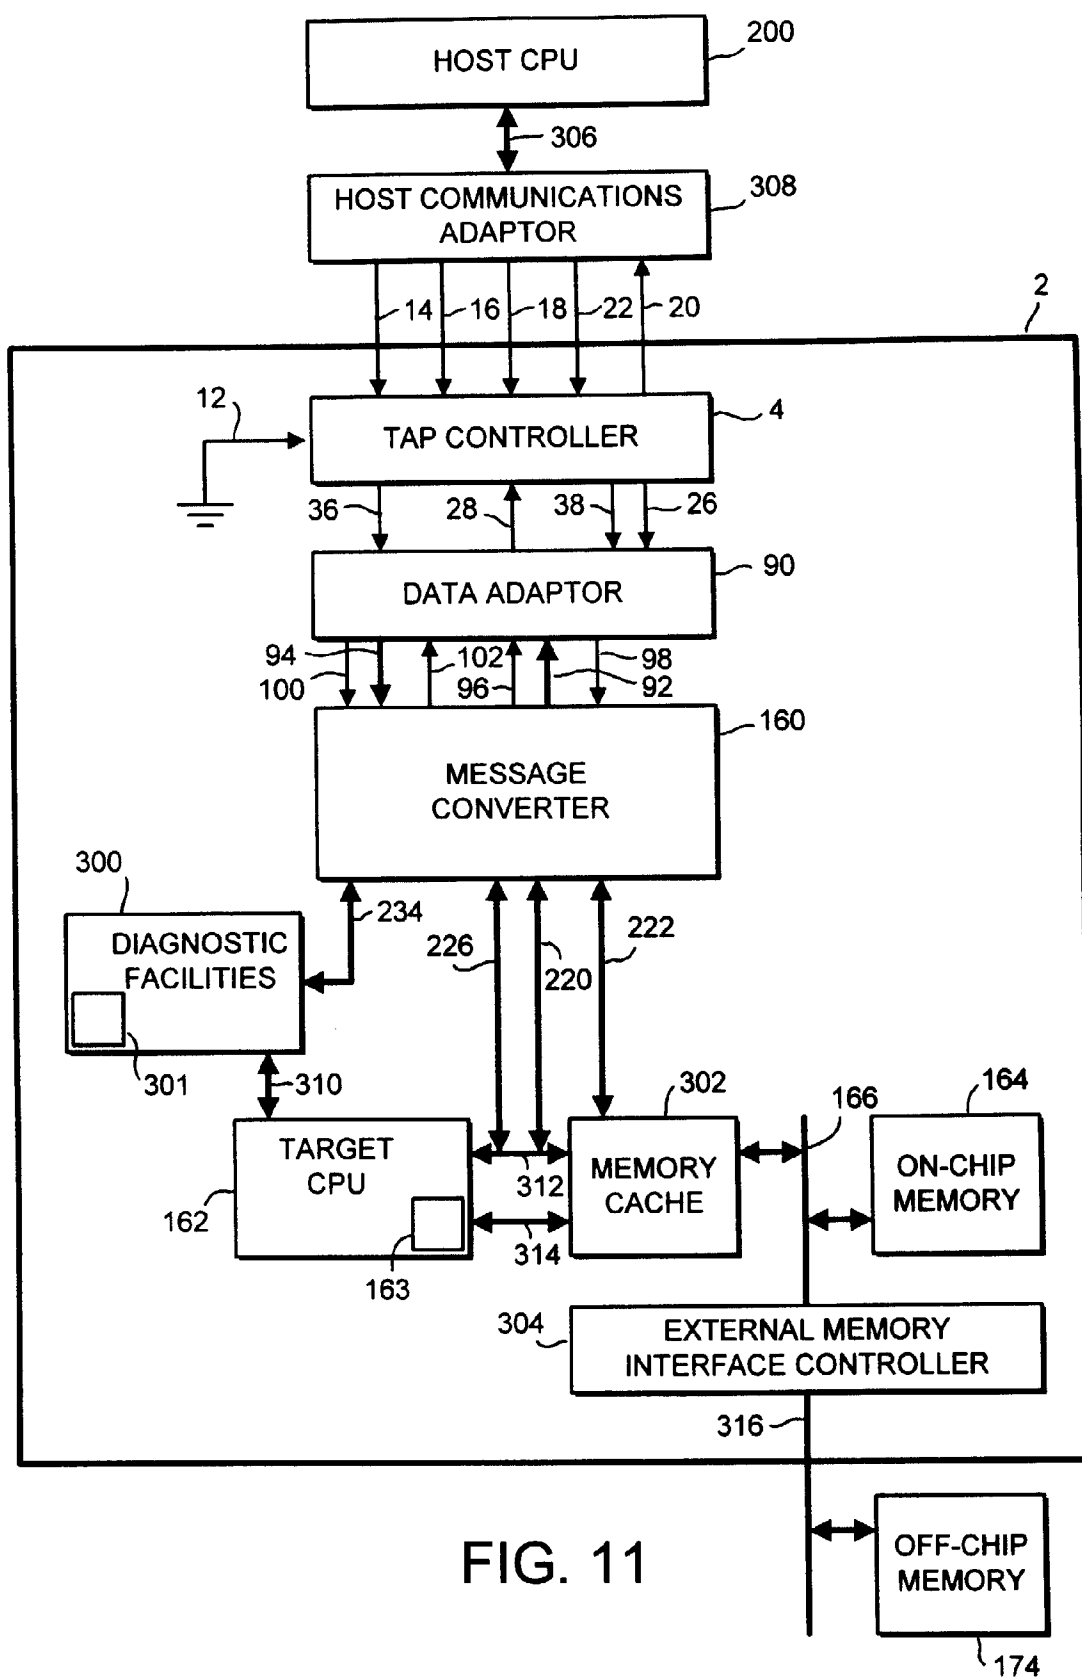 HOST CPU
200
306
HOST COMMUNICATIONS
ADAPTOR
308
14
16
18
22
20
2
12
TAP CONTROLLER
4
36
28
38
26
DATA ADAPTOR
90
94
100
102
96
92
98
MESSAGE
CONVERTER
160
300
DIAGNOSTIC
FACILITIES
301
234
226
220
222
310
TARGET
CPU
162
163
312
314
302
MEMORY
CACHE
166
164
ON-CHIP
MEMORY
304
EXTERNAL MEMORY
INTERFACE CONTROLLER
316
OFF-CHIP
MEMORY
174
FIG. 11